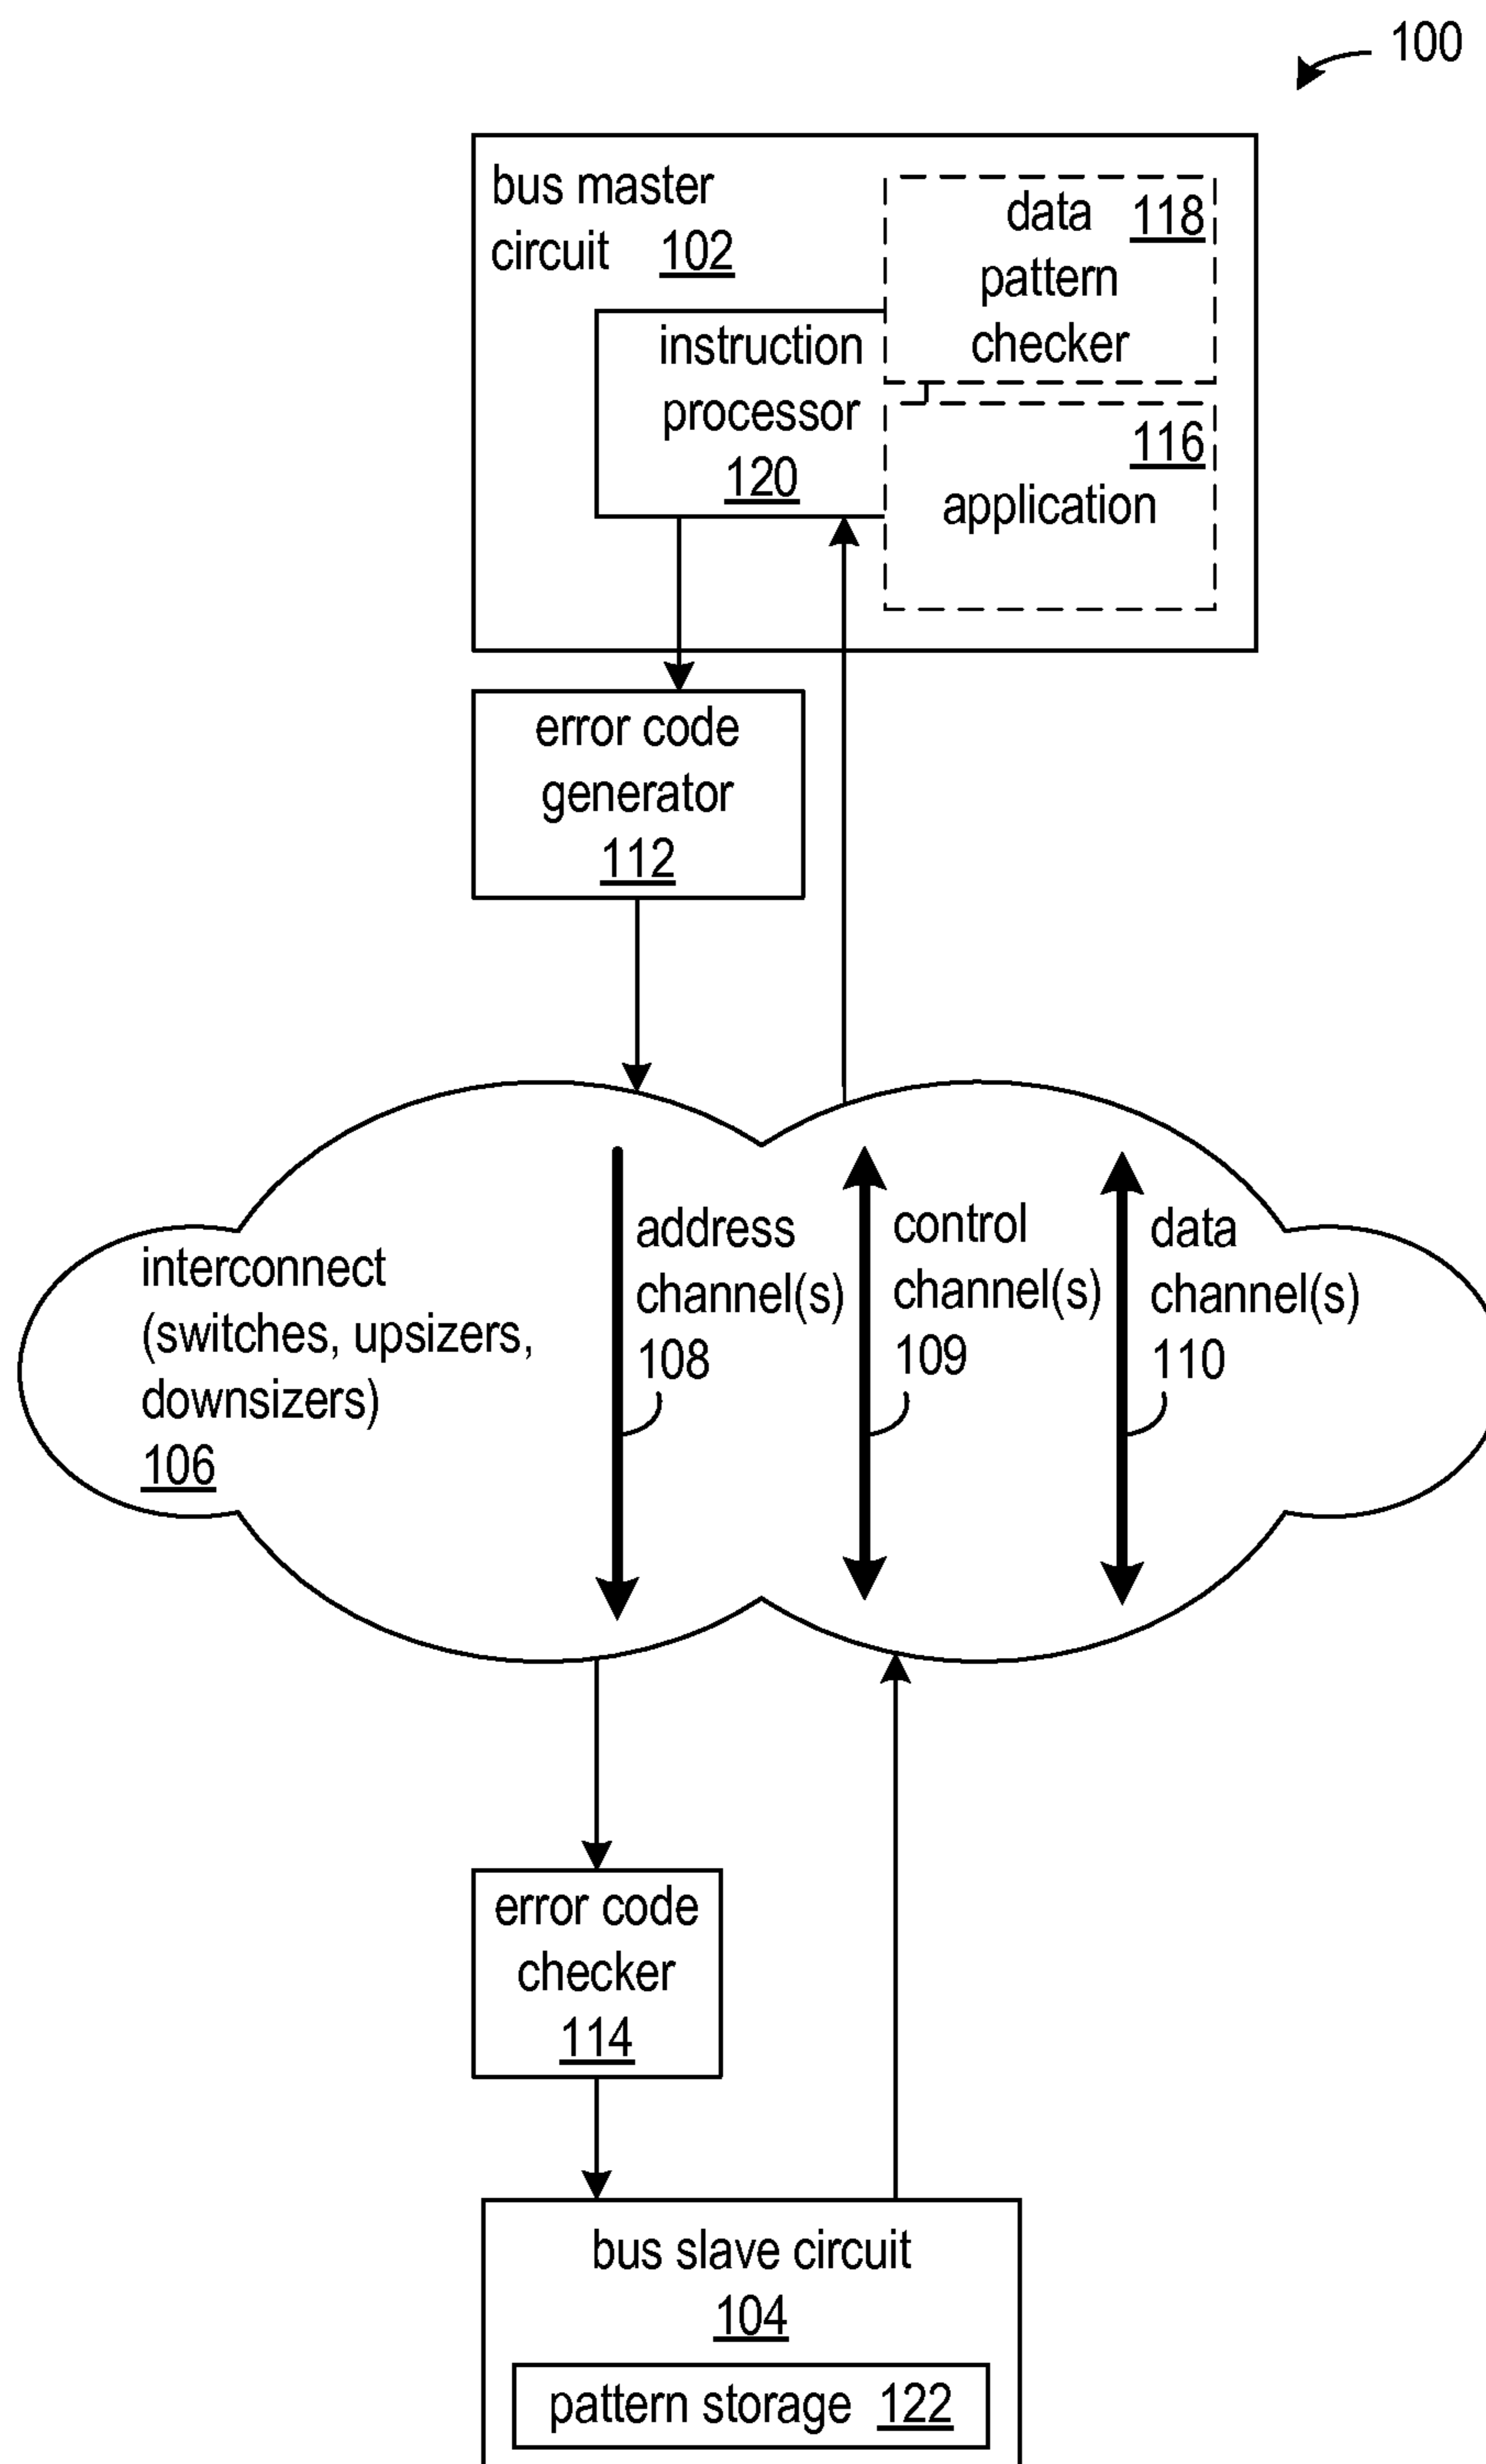 100
bus master
circuit 102
data 118
pattern
checker
instruction
processor
120
116
application
error code
generator
112
interconnect
(switches, upsizers,
downsizers)
106
address
channel(s)
108
control
channel(s)
109
data
channel(s)
110
error code
checker
114
bus slave circuit
104
pattern storage 122